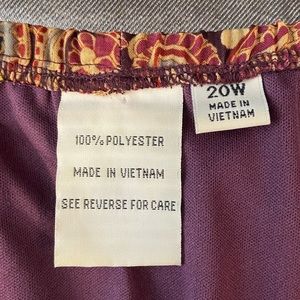 100% POLYESTER
MADE IN VIETNAM
SEE REVERSE FOR CARE
20W
MADE IN
VIETNAM